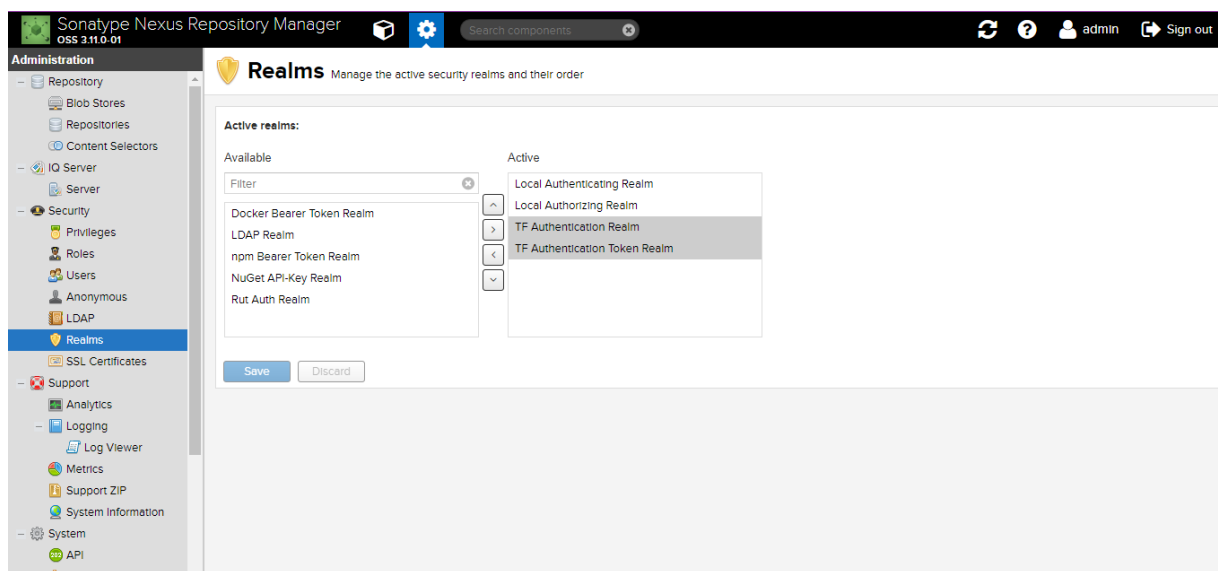 Sonatype Nexus Repository Manager
OSS 3.11.0-01
Search components
admin
Sign out
Administration
Repository
Blob Stores
Repositories
Content Selectors
IQ Server
Server
Security
Privileges
Roles
Users
Anonymous
LDAP
Realms
SSL Certificates
Support
Analytics
Logging
Log Viewer
Metrics
Support ZIP
System Information
System
API
Realms Manage the active security realms and their order
Active realms:
Available
Filter
Docker Bearer Token Realm
LDAP Realm
npm Bearer Token Realm
NuGet API-Key Realm
Rut Auth Realm
Active
Local Authenticating Realm
Local Authorizing Realm
TF Authentication Realm
TF Authentication Token Realm
Save
Discard